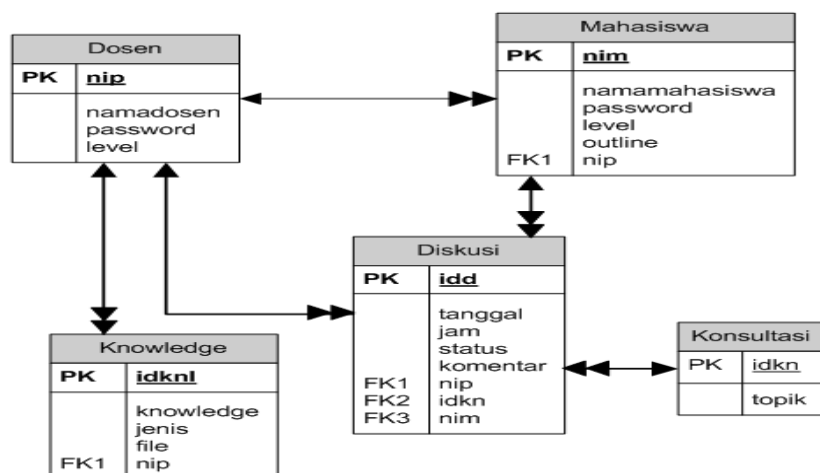 Dosen
PK nip
namadosen
password
level
Mahasiswa
PK nim
namamahasiswa
password
level
outline
FK1 nip
Diskusi
PK idd
tanggal
jam
status
komentar
FK1 nip
FK2 idkn
FK3 nim
Knowledge
PK idknl
knowledge
jenis
file
FK1 nip
Konsultasi
PK idkn
topik